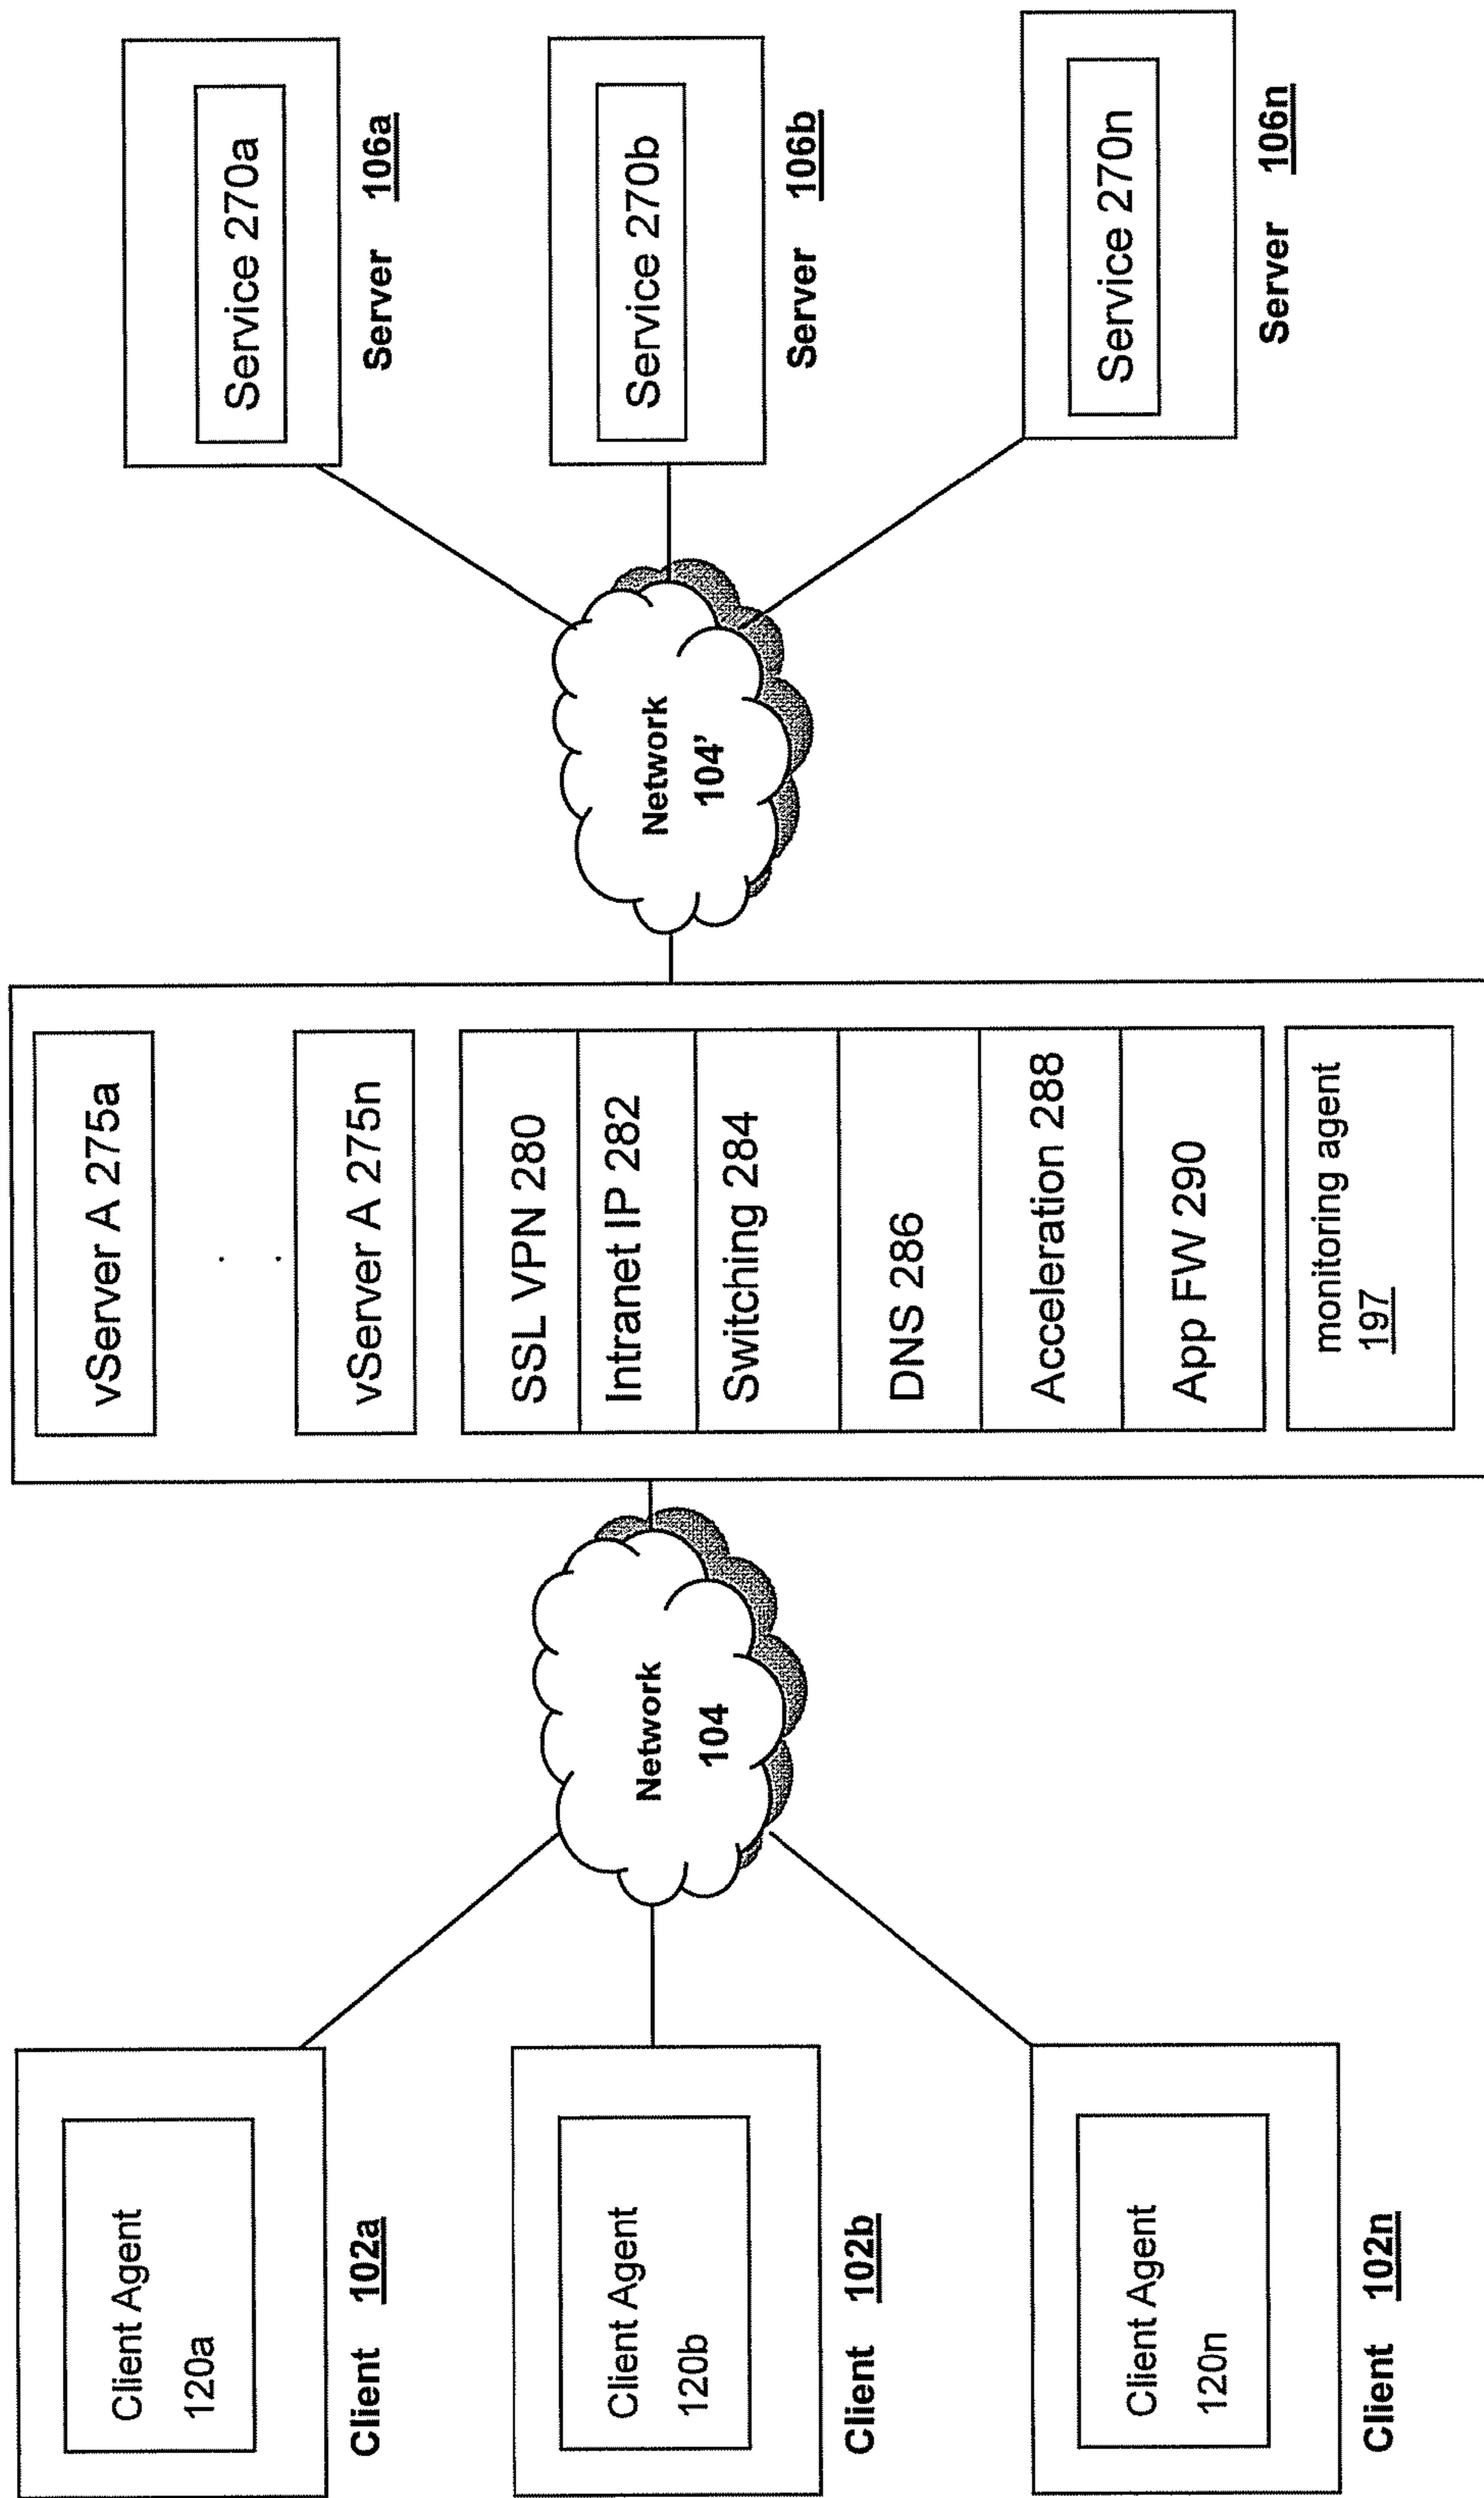 Client Agent
120a
Client 102a
Client Agent
120b
Client 102b
Client Agent
120n
Client 102n
Network
104
vServer A 275a
vServer A 275n
SSL VPN 280
Intranet IP 282
Switching 284
DNS 286
Acceleration 288
App FW 290
monitoring agent
197
Network
104'
Service 270a
Server 106a
Service 270b
Server 106b
Service 270n
Server 106n